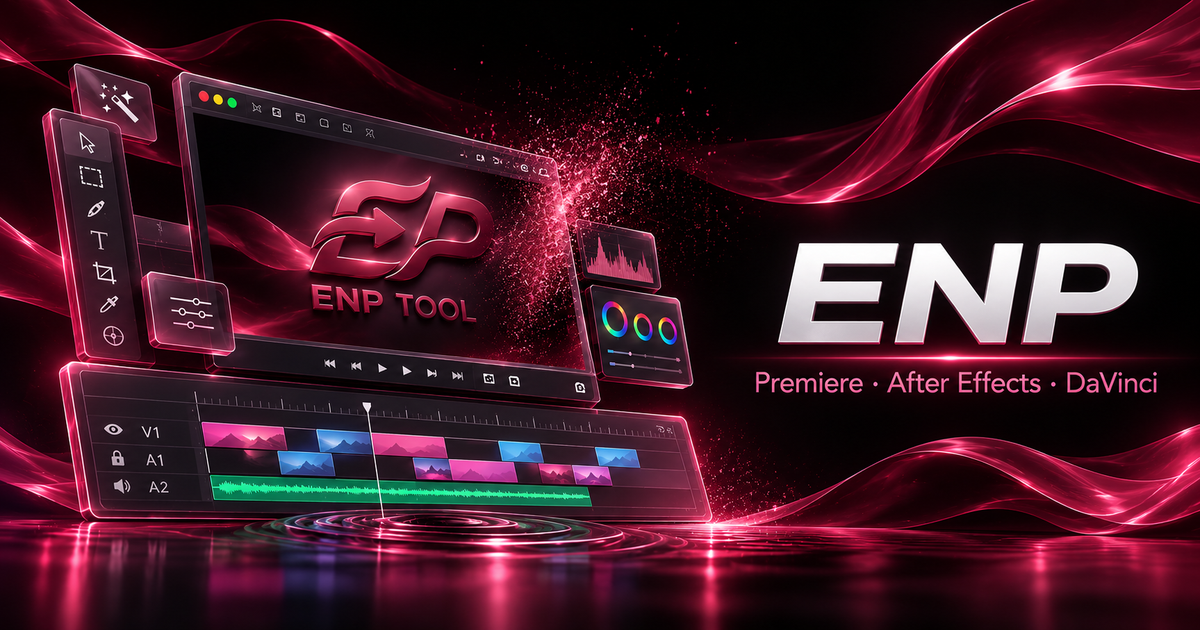 ENP TOOL
V1
A1
A2
ENP
Premiere · After Effects · DaVinci